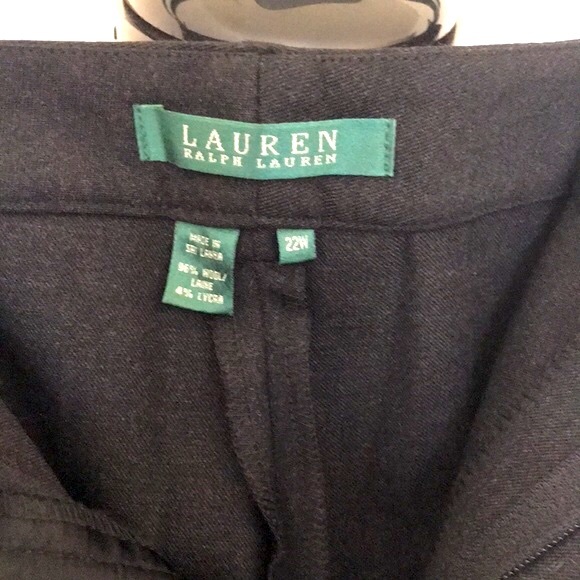 LAUREN
RALPH LAUREN
MADE IN
SRI LANKA
96% WOOL/
LAINE
4% LYCRA
22W